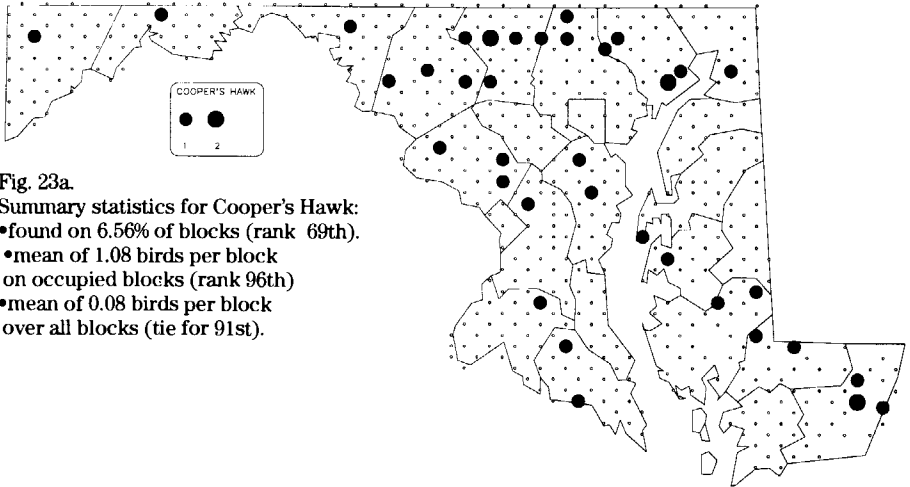 COOPER'S HAWK
1 2
Fig. 23a.
Summary statistics for Cooper's Hawk:
•found on 6.56% of blocks (rank 69th).
•mean of 1.08 birds per block
on occupied blocks (rank 96th)
•mean of 0.08 birds per block
over all blocks (tie for 91st).